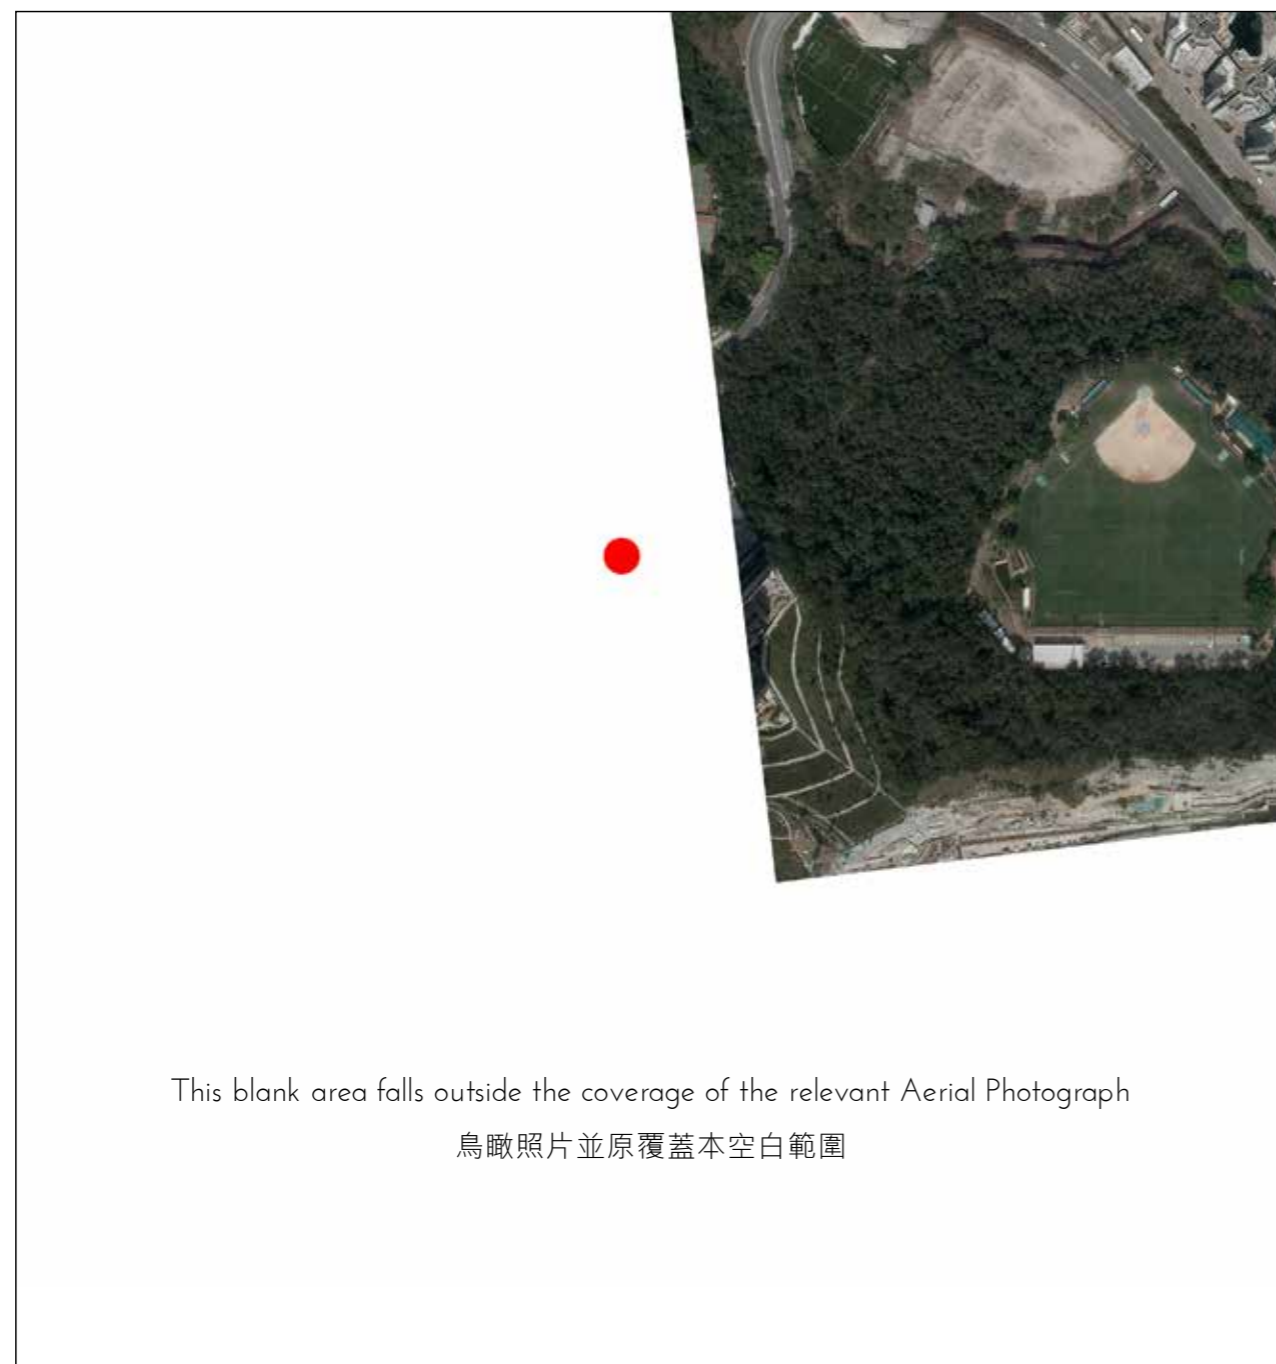 This blank area falls outside the coverage of the relevant Aerial Photograph
鳥瞰照片並原覆蓋本空白範圍